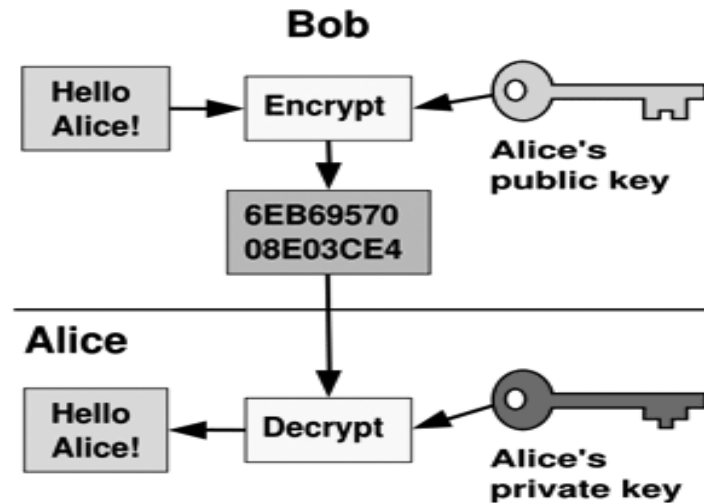 Bob
Hello
Alice!
Encrypt
Alice's
public key
6EB69570
08E03CE4
Alice
Hello
Alice!
Decrypt
Alice's
private key